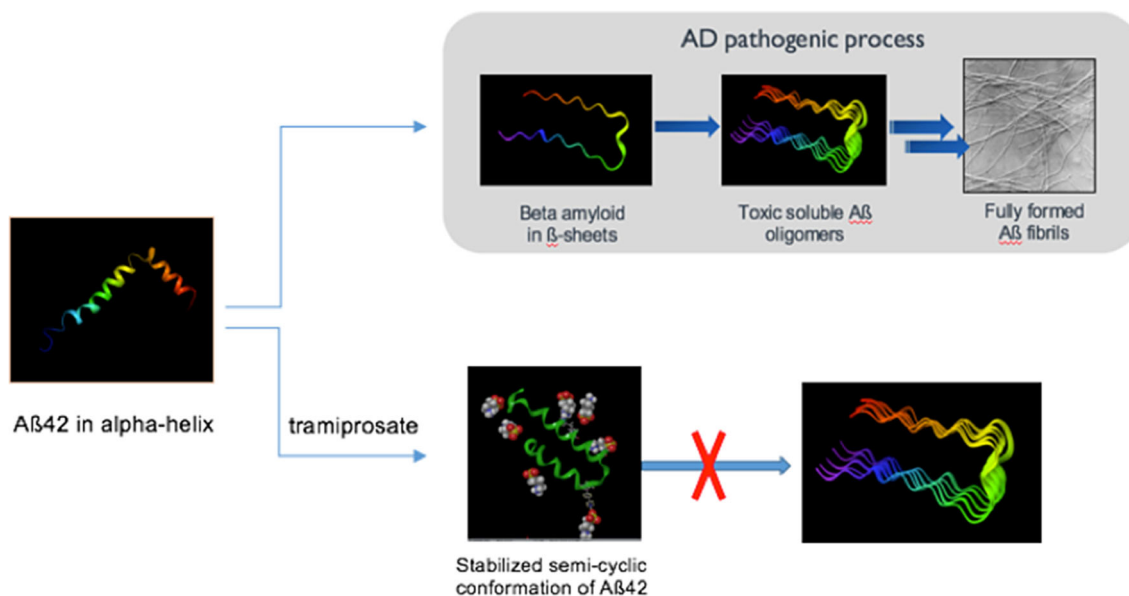 AD pathogenic process
Beta amyloid
in ß-sheets
Toxic soluble Aß
oligomers
Fully formed
Aß fibrils
Aß42 in alpha-helix
tramiprosate
Stabilized semi-cyclic
conformation of Aß42